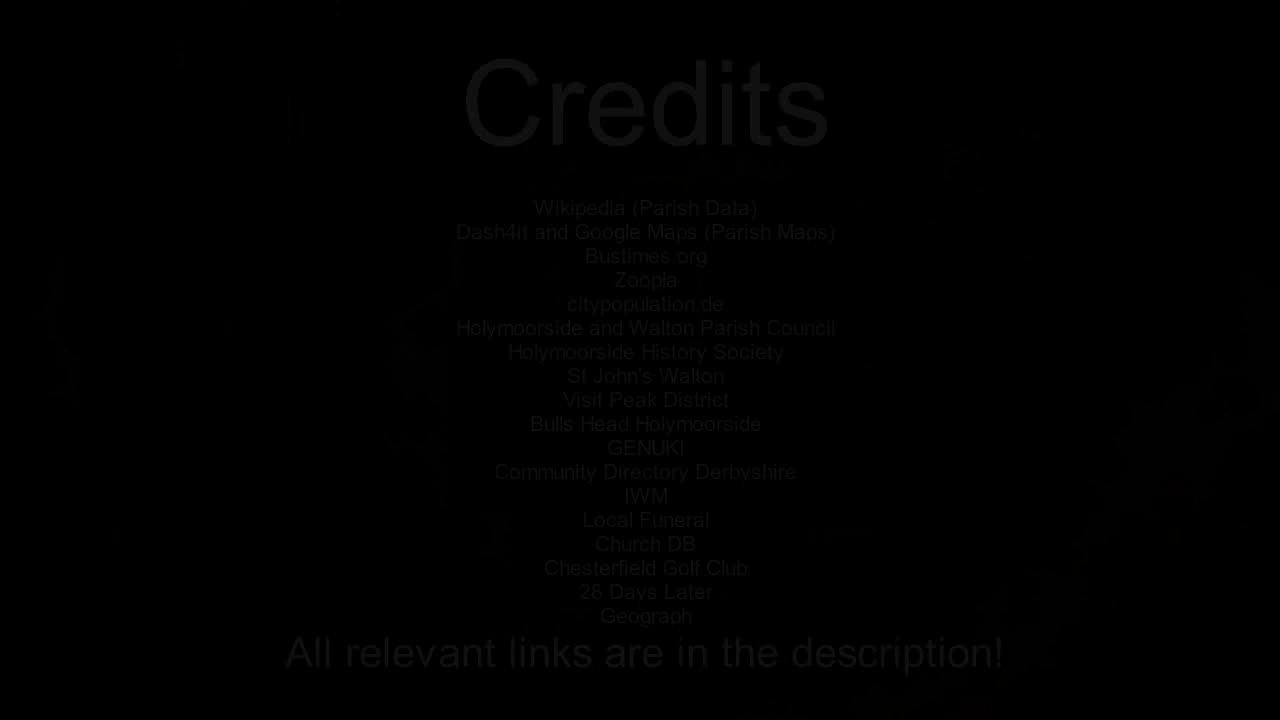 Credits
Wikipedia (Parish Data)
Dash4it and Google Maps (Parish Maps)
Bustimes.org
Zoopla
citypopulation.de
Holymoorside and Walton Parish Council
Holymoorside History Society
St John's Walton
Visit Peak District
Bulls Head Holymoorside
GENUKI
Community Directory Derbyshire
IWM
Local Funeral
Church DB
Chesterfield Golf Club
28 Days Later
Geograph
All relevant links are in the description!